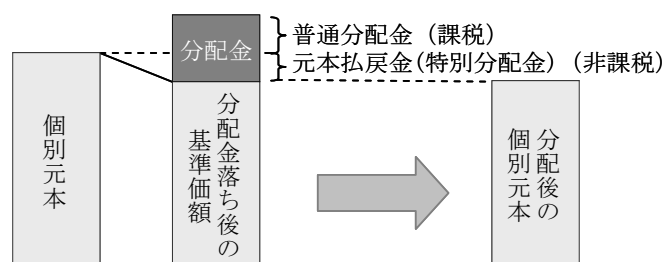 普通分配金（課税）
分配金
元本払戻金(特別分配金)（非課税）
個別元本
分配金落ち後の
基準価額
分配後の
個別元本